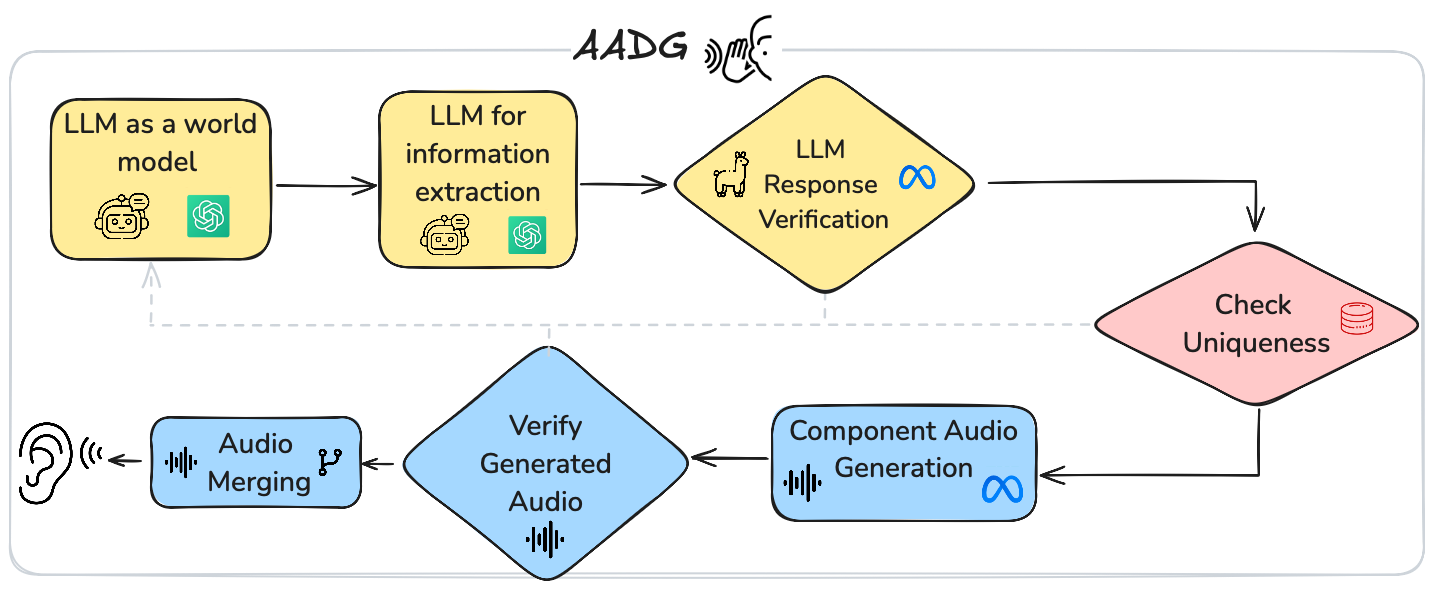 AADG
LLM as a world
model
LLM for
information
extraction
LLM
Response
Verification
Check
Uniqueness
Component Audio
Generation
Verify
Generated
Audio
Audio
Merging